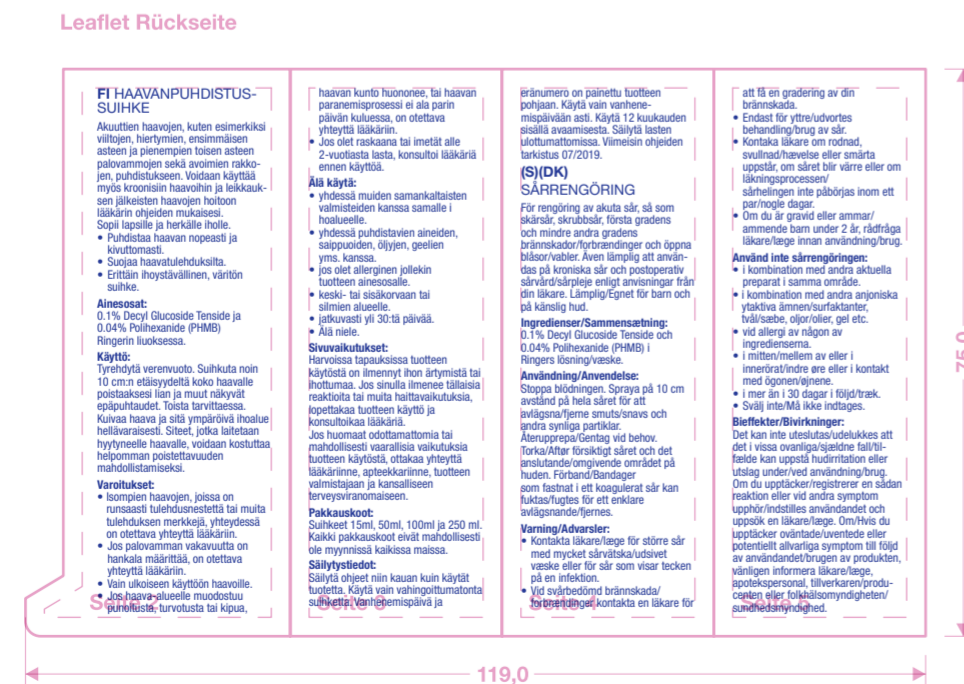 Leaflet Rückseite
FI HAAVANPUHDISTUS-
SUIHKE
Akuuttien haavojen, kuten esimerkiksi
viiltojen, hiertymien, ensimmäisen
asteen ja pienempien toisen asteen
palovammojen sekä avoimien rakko-
jen, puhdistukseen. Voidaan käyttää
myös kroonisiin haavoihin ja leikkauk-
sen jälkeisten haavojen hoitoon
lääkärin ohjeiden mukaisesi.
Sopii lapsille ja herkälle iholle.
• Puhdistaa haavan nopeasti ja
kivuttomasti.
• Suojaa haavatulehduksilta.
• Erittäin ihoystävällinen, väritön
suihke.
Ainesosat:
0.1% Decyl Glucoside Tenside ja
0.04% Polihexanide (PHMB)
Ringerin liuoksessa.
Käyttö:
Tyrehdytä verenvuoto. Suihkuta noin
10 cm:n etäisyydeltä koko haavalle
poistaaksesi lian ja muut näkyvät
epäpuhtaudet. Toista tarvittaessa.
Kuivaa haava ja sitä ympäröivä ihoalue
hellävaraisesti. Siteet, jotka laitetaan
hyytyneelle haavalle, voidaan kostuttaa
helpomman poistettavuuden
mahdollistamiseksi.
Varoitukset:
• Isompien haavojen, joissa on
runsaasti tulehdusnestettä tai muita
tulehduksen merkkejä, yhteydessä
on otettava yhteyttä lääkäriin.
• Jos palovamman vakavuutta on
hankala määrittää, on otettava
yhteyttä lääkäriin.
• Vain ulkoiseen käyttöön haavoille.
• Jos haava-alueelle muodostuu
punoitusta, turvotusta tai kipua,
Seite 2
haavan kunto huononee, tai haavan
paranemisprosessi ei ala parin
päivän kuluessa, on otettava
yhteyttä lääkäriin.
• Jos olet raskaana tai imetät alle
2-vuotiasta lasta, konsultoi lääkäriä
ennen käyttöä.
Älä käytä:
• yhdessä muiden samankaltaisten
valmisteiden kanssa samalle i
hoalueelle.
• yhdessä puhdistavien aineiden,
saippuoiden, öljyjen, geelien
yms. kanssa.
• jos olet allerginen jollekin
tuotteen ainesosalle.
• keski- tai sisäkorvaan tai
silmien alueelle.
• jatkuvasti yli 30:tä päivää.
• Älä niele.
Sivuvaikutukset:
Harvoissa tapauksissa tuotteen
käytöstä on ilmennyt ihon ärtymistä tai
ihottumaa. Jos sinulla ilmenee tällaisia
reaktioita tai muita haittavaikutuksia,
lopettakaa tuotteen käyttö ja
konsultoikaa lääkäriä.
Jos huomaat odottamattomia tai
mahdollisesti vaarallisia vaikutuksia
tuotteen käytöstä, ottakaa yhteyttä
lääkäriinne, apteekkariinne, tuotteen
valmistajaan ja kansalliseen
terveysviranomaiseen.
Pakkauskoot:
Suihkeet 15ml, 50ml, 100ml ja 250 ml.
Kaikki pakkauskoot eivät mahdollisesti
ole myynnissä kaikissa maissa.
Säilytystiedot:
Säilytä ohjeet niin kauan kuin käytät
tuotetta. Käytä vain vahingoittumatonta
suihketta. Vanhenemispäivä ja
Seite 3
eränumero on painettu tuotteen
pohjaan. Käytä vain vanhene-
mispäivään asti. Käytä 12 kuukauden
sisällä avaamisesta. Säilytä lasten
ulottumattomissa. Viimeisin ohjeiden
tarkistus 07/2019.
(S)(DK)
SÅRRENGÖRING
För rengöring av akuta sår, så som
skärsår, skrubbsår, första gradens
och mindre andra gradens
brännskador/forbrændinger och öppna
blåsor/vabler. Även lämplig att använ-
das på kroniska sår och postoperativ
sårvård/sårpleje enligt anvisningar från
din läkare. Lämplig/Egnet för barn och
på känslig hud.
Ingredienser/Sammensætning:
0.1% Decyl Glucoside Tenside och
0.04% Polihexanide (PHMB) i
Ringers lösning/væske.
Användning/Anvendelse:
Stoppa blödningen. Spraya på 10 cm
avstånd på hela såret för att
avlägsna/fjerne smuts/snavs och
andra synliga partiklar.
Återupprepa/Gentag vid behov.
Torka/Aftør försiktigt såret och det
anslutande/omgivende området på
huden. Förband/Bandager
som fastnat i ett koagulerat sår kan
fuktas/fugtes för ett enklare
avlägsnande/fjernes.
Varning/Advarsler:
• Kontakta läkare/læge för större sår
med mycket sårvätska/udsivet
væske eller för sår som visar tecken
på en infektion.
• Vid svårbedömd brännskada/
forbrændinger kontakta en läkare för
Seite 4
att få en gradering av din
brännskada.
• Endast för yttre/udvortes
behandling/brug av sår.
• Kontaka läkare om rodnad,
svullnad/hævelse eller smärta
uppstår, om såret blir värre eller om
läkningsprocessen/
sårhelingen inte påbörjas inom ett
par/nogle dagar.
• Om du är gravid eller ammar/
ammende barn under 2 år, rådfråga
läkare/læge innan användning/brug.
Använd inte sårrengöringen:
• i kombination med andra aktuella
preparat i samma område.
• i kombination med andra anjoniska
ytaktiva ämnen/surfaktanter,
tvål/sæbe, oljor/olier, gel etc.
• vid allergi av någon av
ingredienserna.
• i mitten/mellem av eller i
innerörat/indre øre eller i kontakt
med ögonen/øjnene.
• i mer än i 30 dagar i följd/træk.
• Svälj inte/Må ikke indtages.
Bieffekter/Bivirkninger:
Det kan inte uteslutas/udelukkes att
det i vissa ovanliga/sjældne fall/til-
fælde kan uppstå hudirritation eller
utslag under/ved användning/brug.
Om du upptäcker/registrerer en sådan
reaktion eller vid andra symptom
upphör/indstilles användandet och
uppsök en läkare/læge. Om/Hvis du
upptäcker oväntade/uventede eller
potentiellt allvarliga symptom till följd
av användandet/brugen av produkten,
vänligen informera läkare/læge,
apotekspersonal, tillverkaren/produ-
centen eller folkhälsomyndigheten/
sundhedsmyndighed.
Seite 5
75,0
119,0